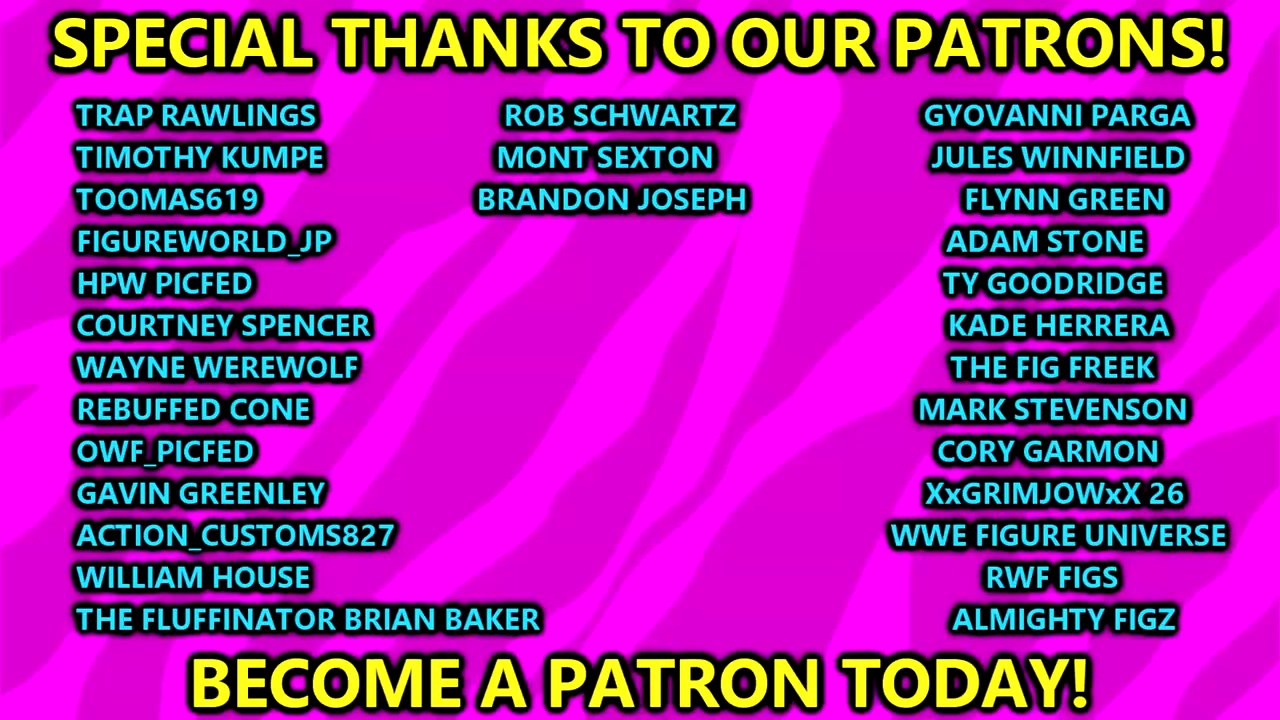 SPECIAL THANKS TO OUR PATRONS!
TRAP RAWLINGS
TIMOTHY KUMPE
TOOMAS619
FIGUREWORLD_JP
HPW PICFED
COURTNEY SPENCER
WAYNE WEREWOLF
REBUFFED CONE
OWF_PICFED
GAVIN GREENLEY
ACTION_CUSTOMS827
WILLIAM HOUSE
THE FLUFFINATOR BRIAN BAKER
ROB SCHWARTZ
MONT SEXTON
BRANDON JOSEPH
GYOVANNI PARGA
JULES WINNFIELD
FLYNN GREEN
ADAM STONE
TY GOODRIDGE
KADE HERRERA
THE FIG FREEK
MARK STEVENSON
CORY GARMON
XxGRIMJOWxX 26
WWE FIGURE UNIVERSE
RWF FIGS
ALMIGHTY FIGZ
BECOME A PATRON TODAY!